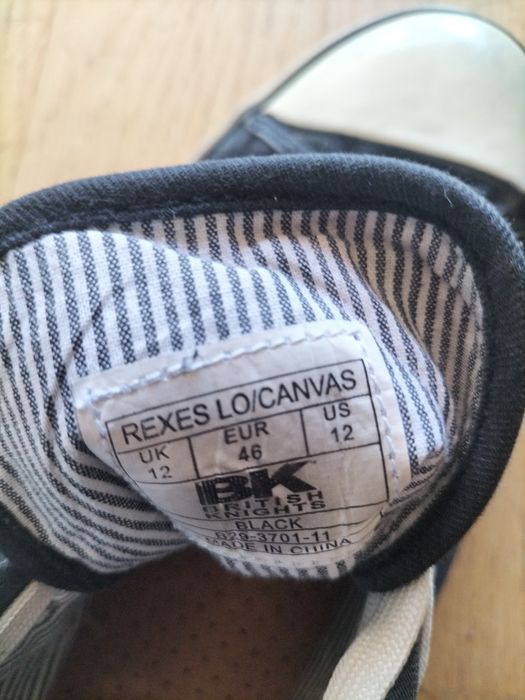 REXES LO/CANVAS
UK EUR US
12 46 12
BK
BRITISH
KNIGHTS
BLACK
B29-3701-11
MADE IN CHINA